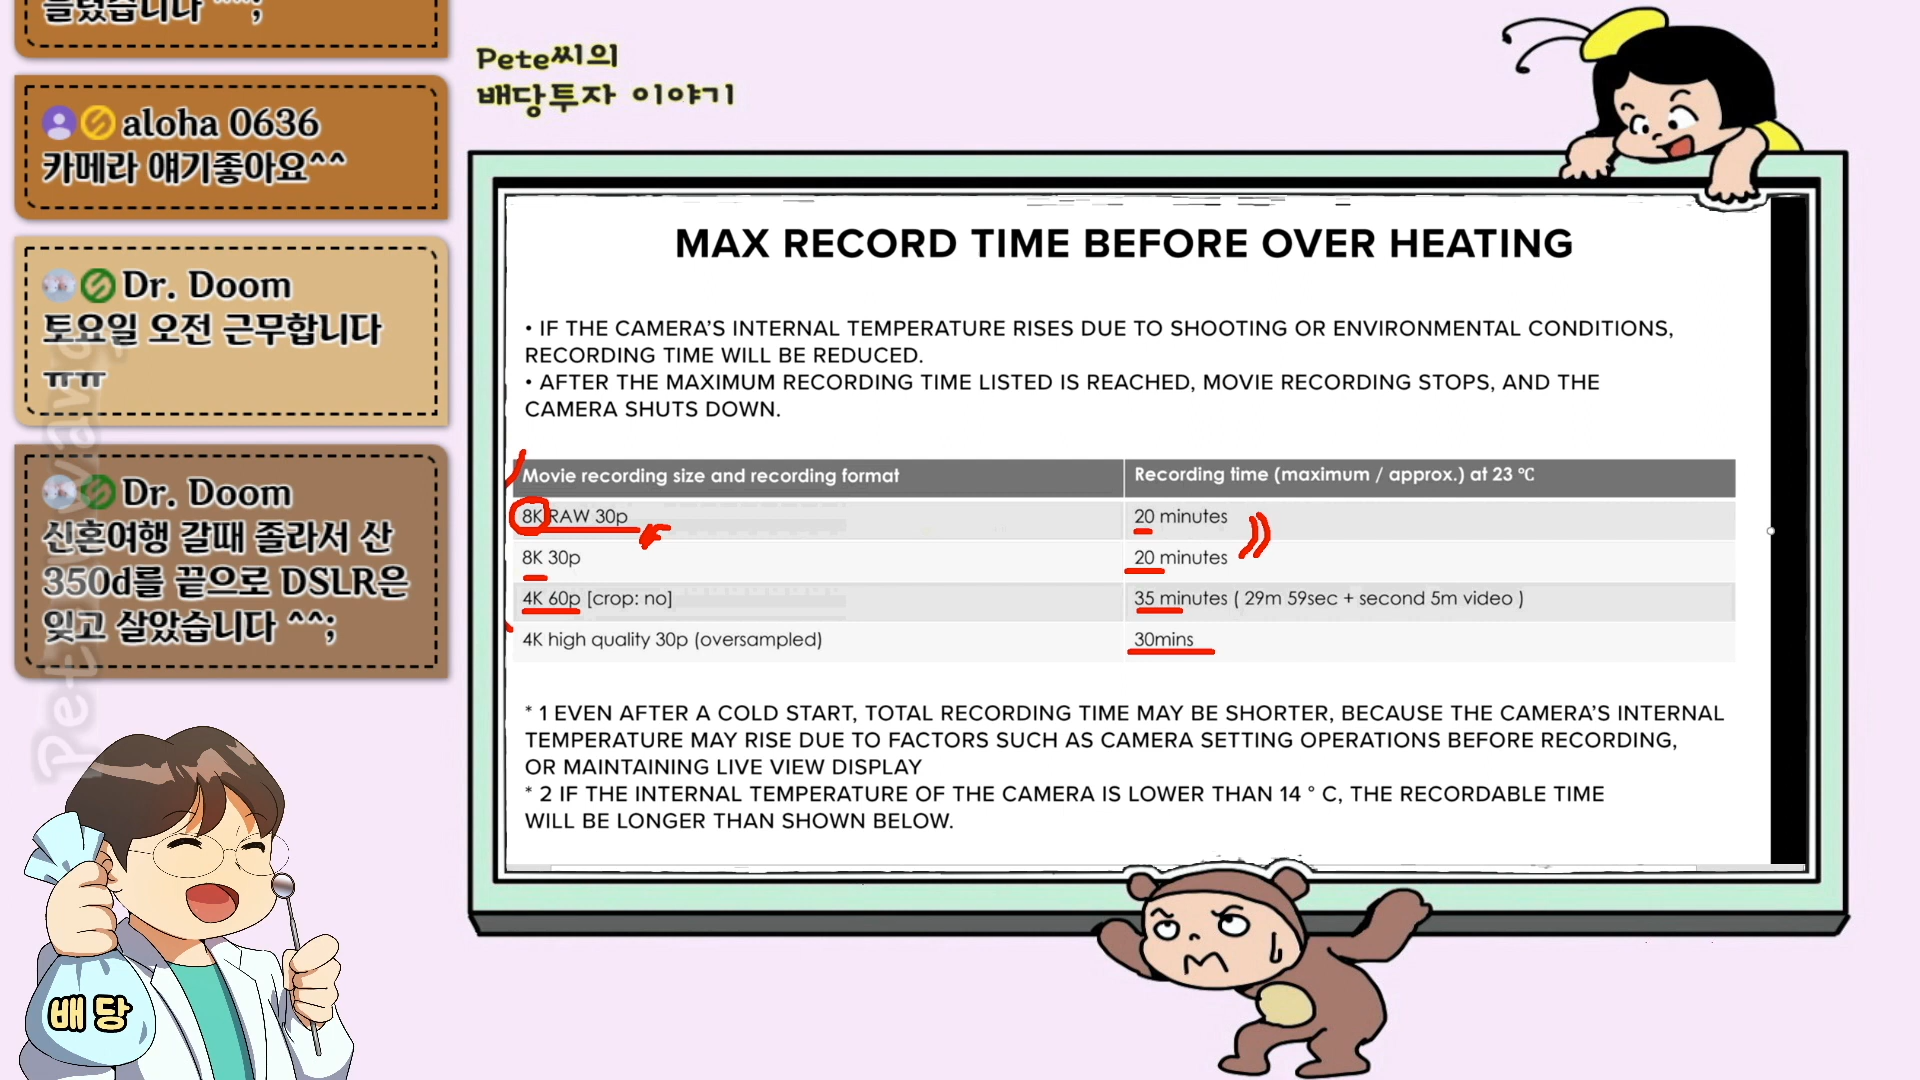 들렸습니다 ^^;
aloha 0636
카메라 얘기좋아요^^
Dr. Doom
토요일 오전 근무합니다
ㅠㅠ
Dr. Doom
신혼여행 갈때 졸라서 산
350d를 끝으로 DSLR은
잊고 살았습니다 ^^;
배당
Pete씨의
배당투자 이야기
MAX RECORD TIME BEFORE OVER HEATING
• IF THE CAMERA'S INTERNAL TEMPERATURE RISES DUE TO SHOOTING OR ENVIRONMENTAL CONDITIONS,
RECORDING TIME WILL BE REDUCED.
• AFTER THE MAXIMUM RECORDING TIME LISTED IS REACHED, MOVIE RECORDING STOPS, AND THE
CAMERA SHUTS DOWN.
Movie recording size and recording format Recording time (maximum / approx.) at 23 ℃
8K RAW 30p 20 minutes
8K 30p 20 minutes
4K 60p [crop: no] 35 minutes ( 29m 59sec + second 5m video )
4K high quality 30p (oversampled) 30mins
* 1 EVEN AFTER A COLD START, TOTAL RECORDING TIME MAY BE SHORTER, BECAUSE THE CAMERA'S INTERNAL
TEMPERATURE MAY RISE DUE TO FACTORS SUCH AS CAMERA SETTING OPERATIONS BEFORE RECORDING,
OR MAINTAINING LIVE VIEW DISPLAY
* 2 IF THE INTERNAL TEMPERATURE OF THE CAMERA IS LOWER THAN 14 ° C, THE RECORDABLE TIME
WILL BE LONGER THAN SHOWN BELOW.